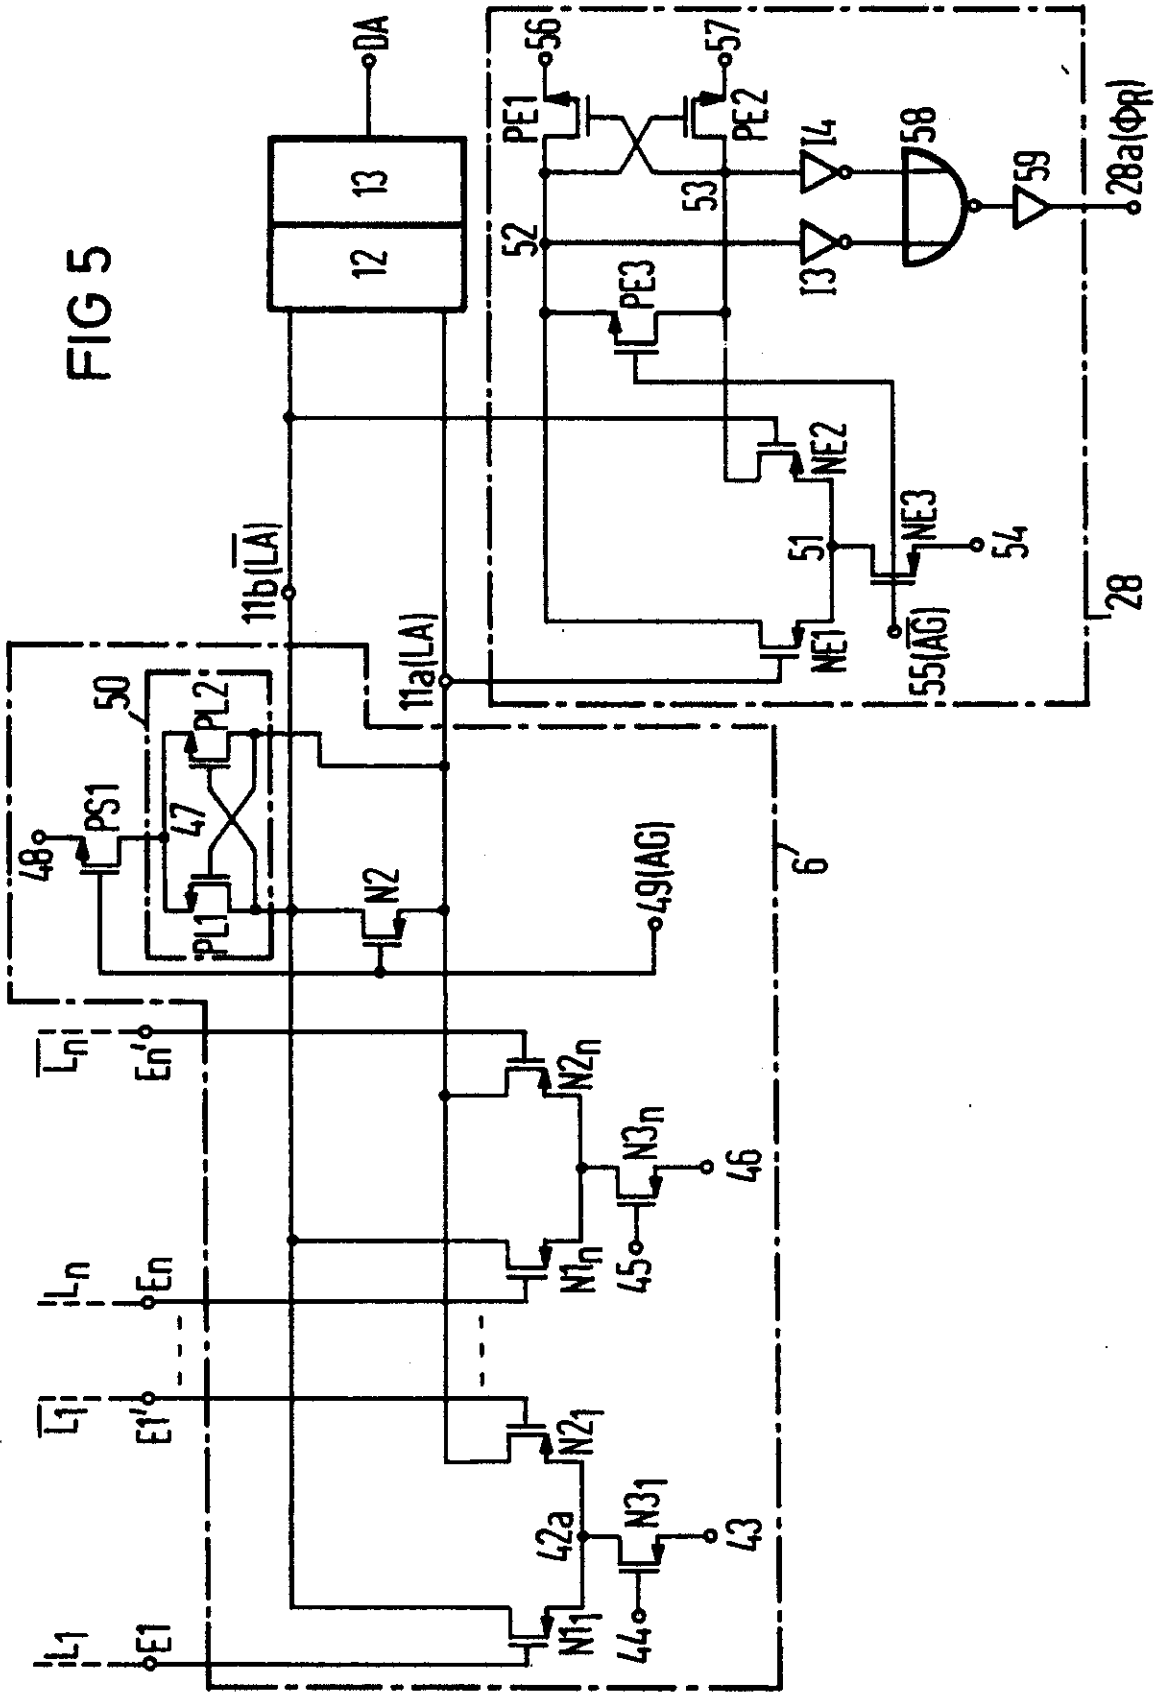 FIG 5
L1
E1
L̅1̅
E1'
Ln
En
L̅n̅
En'
48
PS1
50
PL1
47
PL2
N2
49(AG)
11b(L̅A̅)
11a(LA)
12
13
DA
N1₁
N2₁
42a
44
N3₁
43
N1n
N2n
45
N3n
46
6
NE1
NE2
51
NE3
54
55(A̅G̅)
28
52
53
PE1
PE2
PE3
56
57
I3
I4
58
59
28a(ΦR)